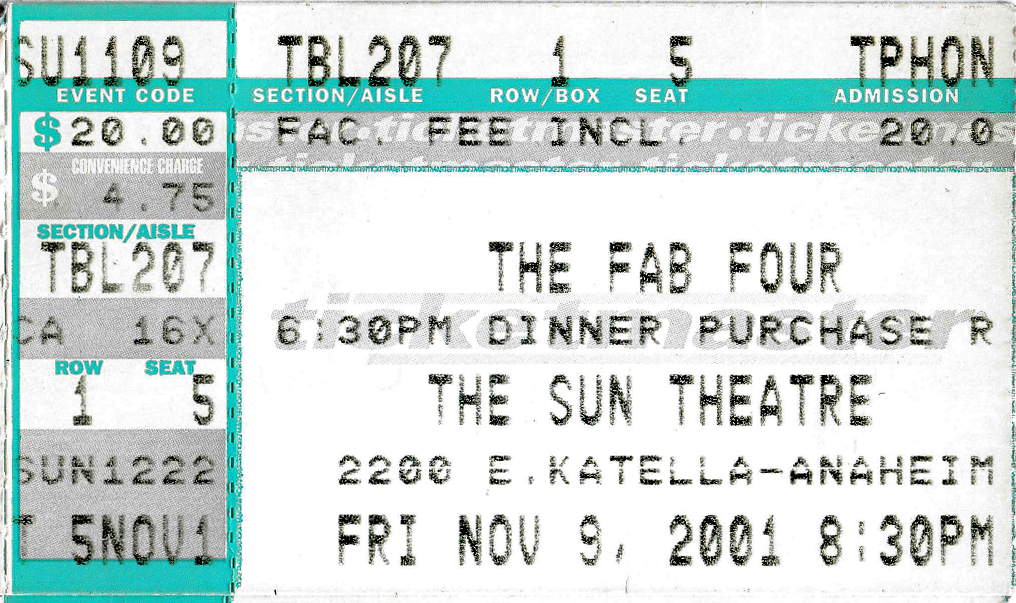 SU1109
EVENT CODE
$ 20.00
CONVENIENCE CHARGE
$ 4.75
SECTION/AISLE
TBL207
CA 16X
ROW SEAT
1 5
SUN1222
5NOV1
TBL207 1 5 TPHON
SECTION/AISLE ROW/BOX SEAT ADMISSION
FAC. FEE INCL. 20.0
THE FAB FOUR
ticketmaster
6:30PM DINNER PURCHASE R
THE SUN THEATRE
2200 E.KATELLA-ANAHEIM
FRI NOV 9, 2001 8:30PM